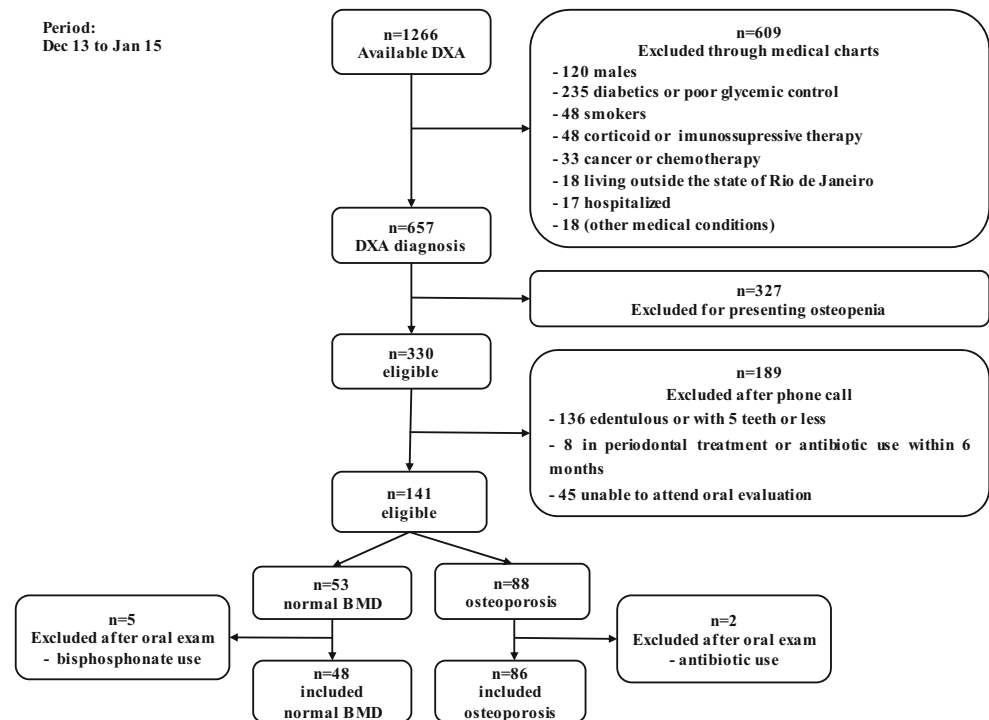 Period:
Dec 13 to Jan 15
n=1266
Available DXA
n=609
Excluded through medical charts
- 120 males
- 235 diabetics or poor glycemic control
- 48 smokers
- 48 corticoid or imunossupressive therapy
- 33 cancer or chemotherapy
- 18 living outside the state of Rio de Janeiro
- 17 hospitalized
- 18 (other medical conditions)
n=657
DXA diagnosis
n=327
Excluded for presenting osteopenia
n=330
eligible
n=189
Excluded after phone call
- 136 edentulous or with 5 teeth or less
- 8 in periodontal treatment or antibiotic use within 6
months
- 45 unable to attend oral evaluation
n=141
eligible
n=53
normal BMD
n=88
osteoporosis
n=5
Excluded after oral exam
- bisphosphonate use
n=2
Excluded after oral exam
- antibiotic use
n=48
included
normal BMD
n=86
included
osteoporosis